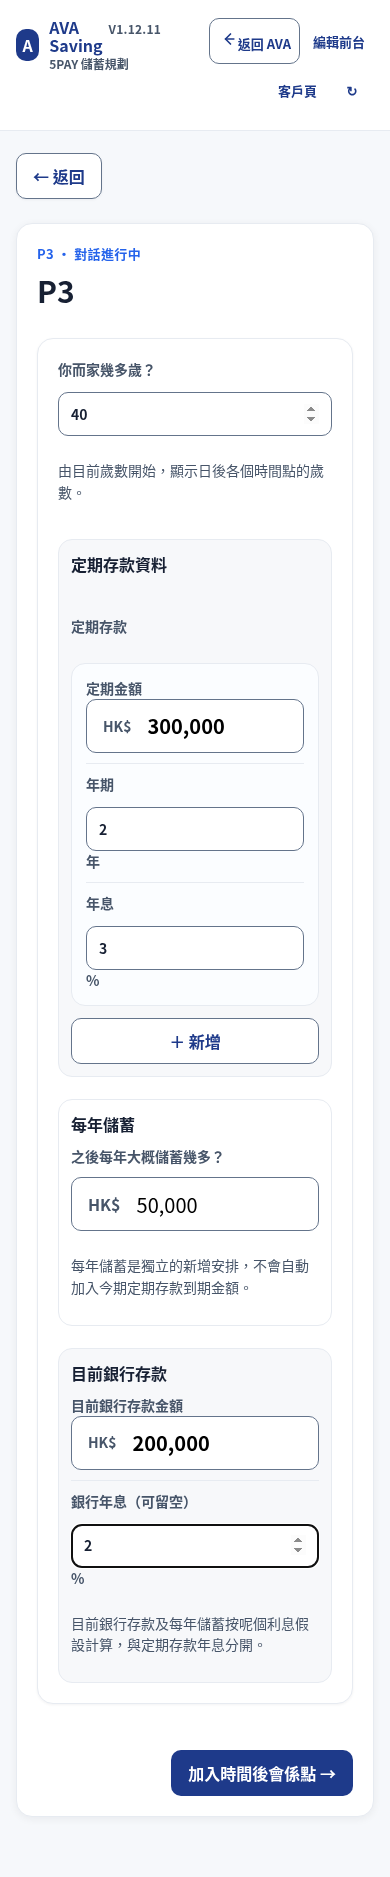 A
AVA
Saving
V1.12.11
5PAY 儲蓄規劃
←返回 AVA
編輯前台
客戶頁
↻
← 返回
P3 · 對話進行中
P3
你而家幾多歲？
40
由目前歲數開始，顯示日後各個時間點的歲
數。
定期存款資料
定期存款
定期金額
HK$ 300,000
年期
2
年
年息
3
%
＋ 新增
每年儲蓄
之後每年大概儲蓄幾多？
HK$ 50,000
每年儲蓄是獨立的新增安排，不會自動
加入今期定期存款到期金額。
目前銀行存款
目前銀行存款金額
HK$ 200,000
銀行年息（可留空）
2
%
目前銀行存款及每年儲蓄按呢個利息假
設計算，與定期存款年息分開。
加入時間後會係點 →